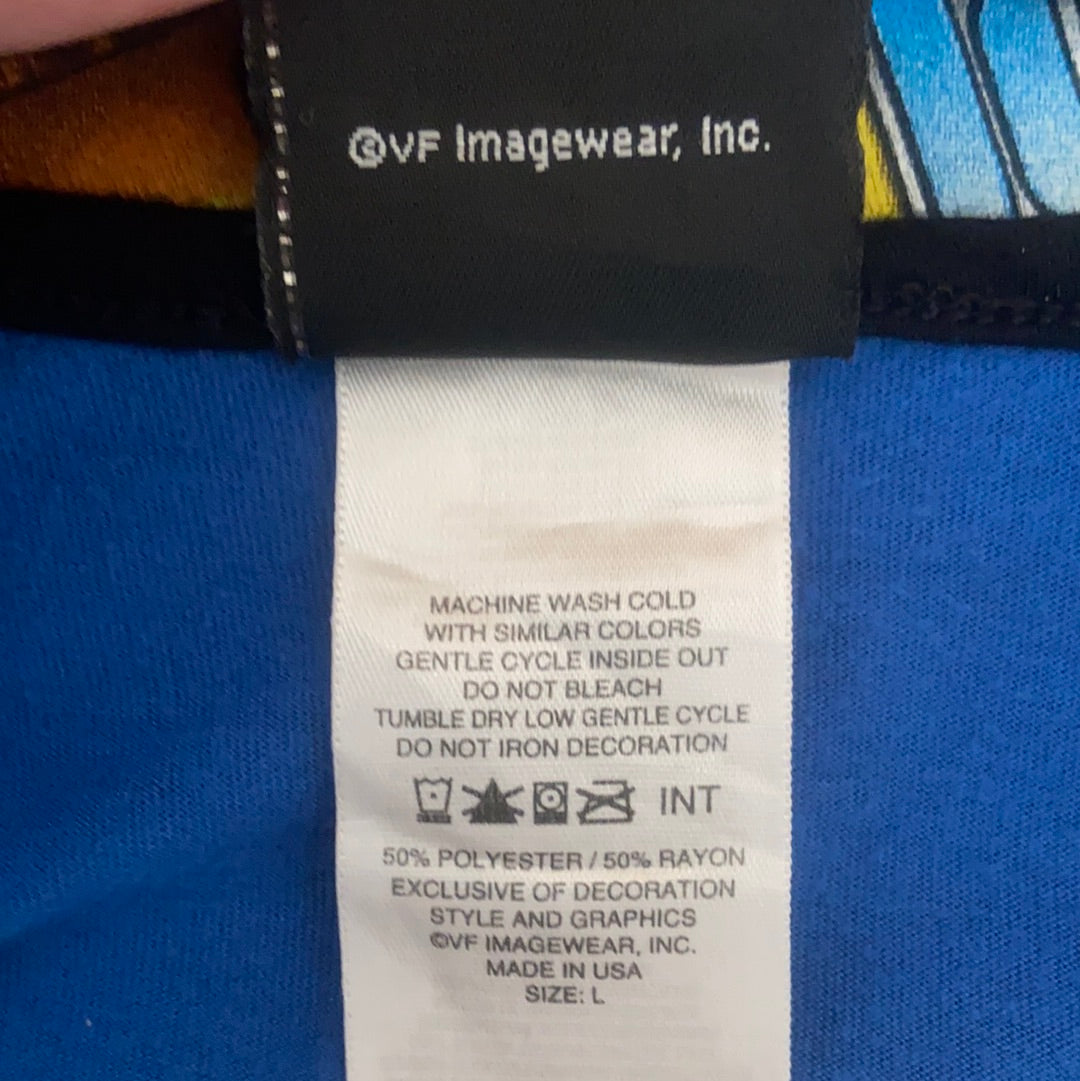 ©VF Imagewear, Inc.
MACHINE WASH COLD
WITH SIMILAR COLORS
GENTLE CYCLE INSIDE OUT
DO NOT BLEACH
TUMBLE DRY LOW GENTLE CYCLE
DO NOT IRON DECORATION
INT
50% POLYESTER / 50% RAYON
EXCLUSIVE OF DECORATION
STYLE AND GRAPHICS
©VF IMAGEWEAR, INC.
MADE IN USA
SIZE: L